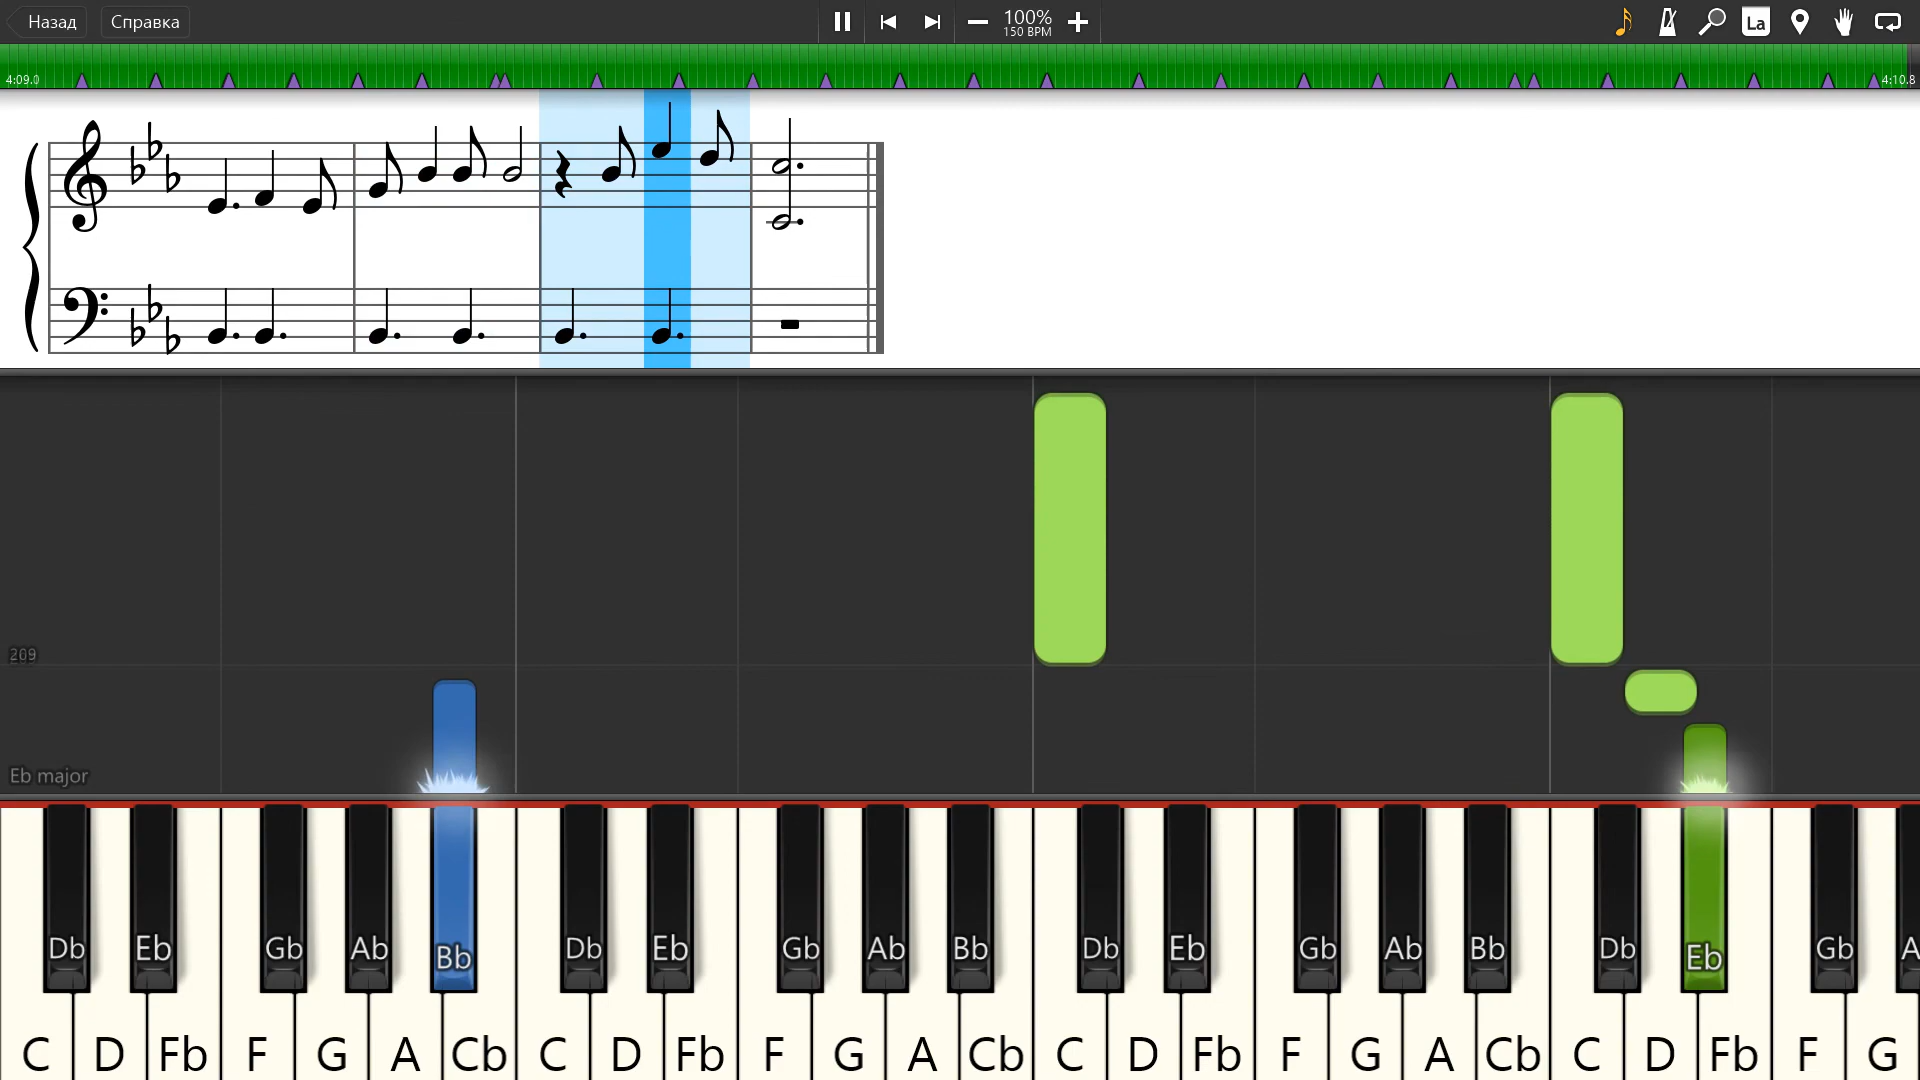 Назад
Справка
100%
150 BPM
La
4:09.0
4:10.8
209
Eb major
Db Eb Gb Ab Bb Db Eb Gb Ab Bb Db Eb Gb Ab Bb Db Eb Gb A
C D Fb F G A Cb C D Fb F G A Cb C D Fb F G A Cb C D Fb F G